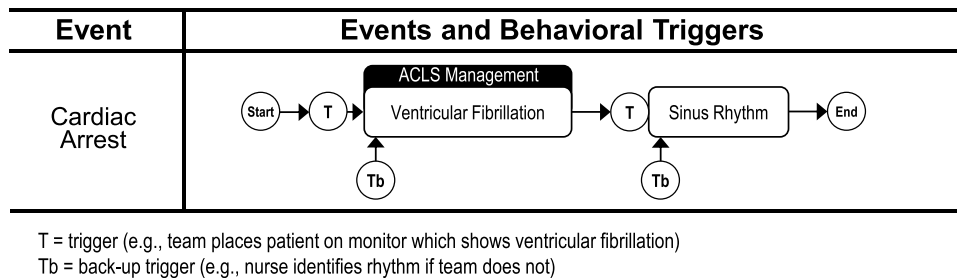 Event
Events and Behavioral Triggers
Cardiac
Arrest
ACLS Management
Start
T
Ventricular Fibrillation
T
Sinus Rhythm
End
Tb
Tb
T = trigger (e.g., team places patient on monitor which shows ventricular fibrillation)
Tb = back-up trigger (e.g., nurse identifies rhythm if team does not)